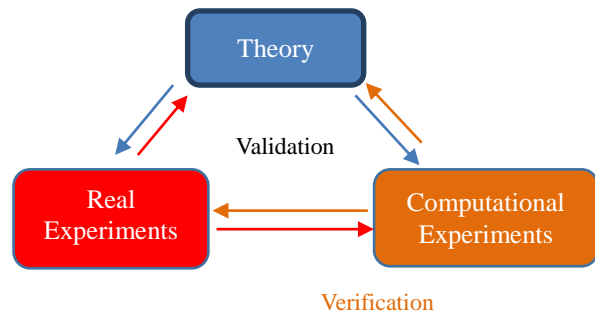 Theory
Validation
Real
Experiments
Computational
Experiments
Verification